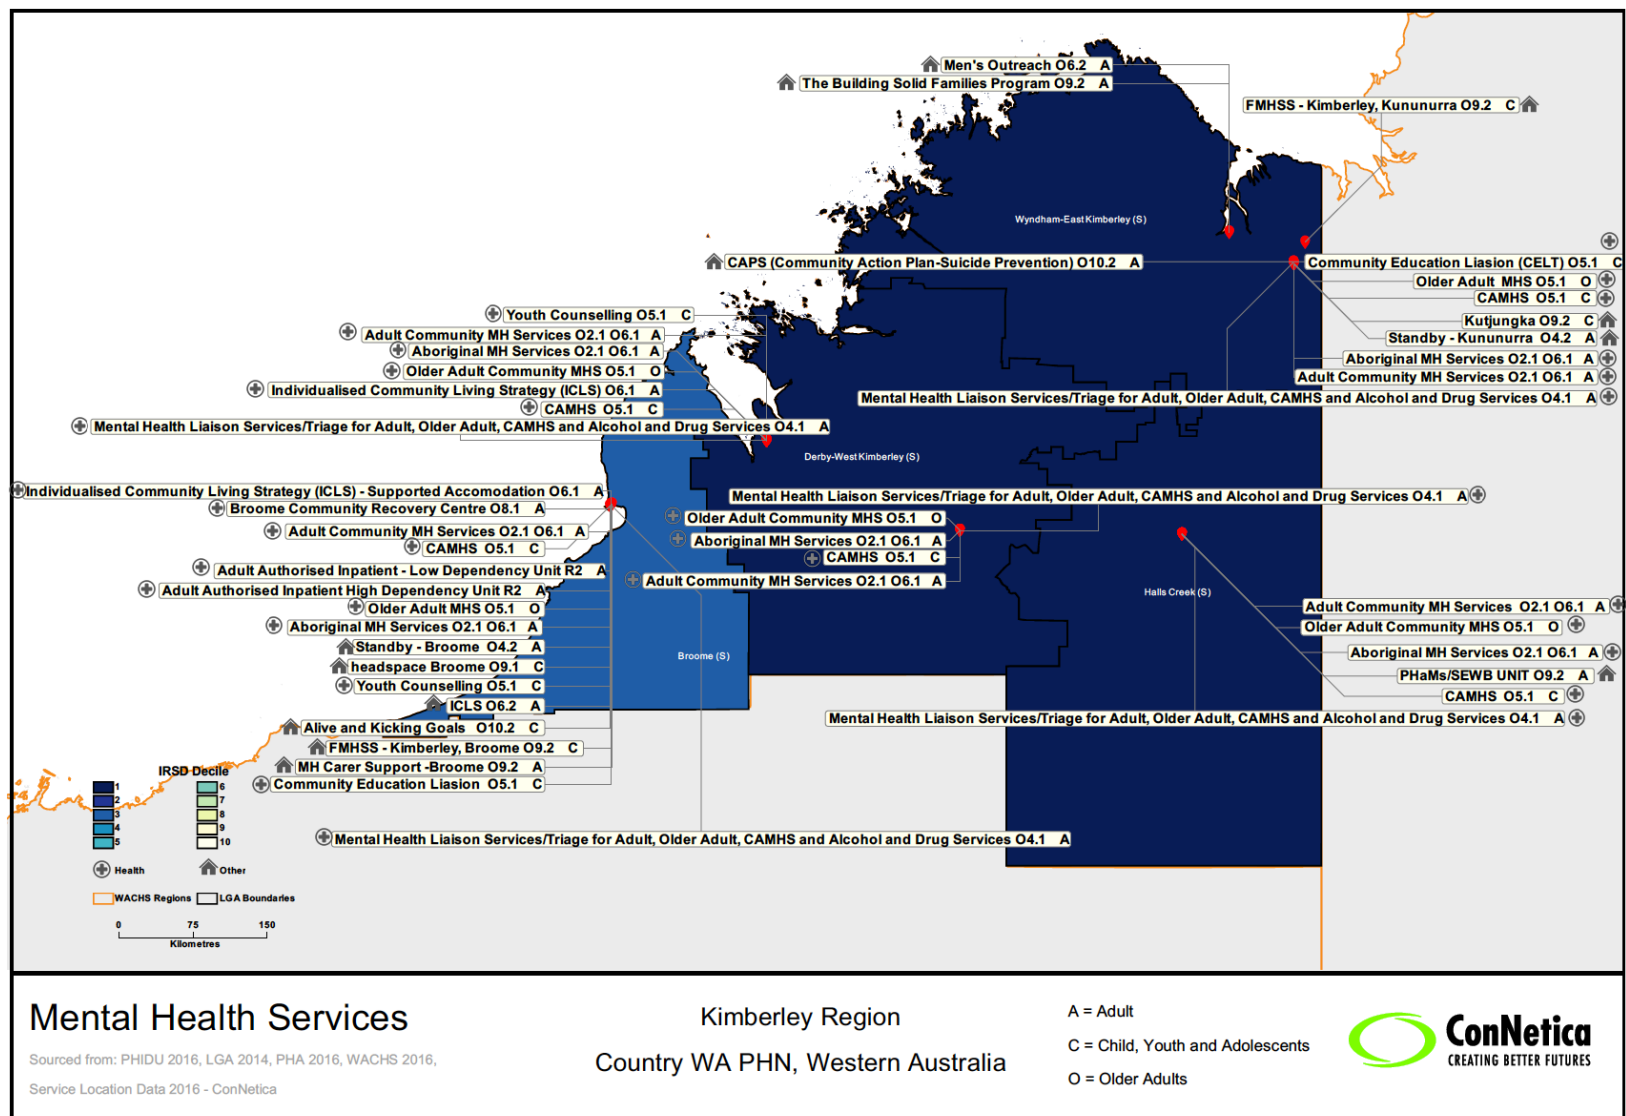 Men's Outreach O6.2 A
The Building Solid Families Program O9.2 A
FMHSS - Kimberley, Kununurra O9.2 C
Wyndham-East Kimberley (S)
CAPS (Community Action Plan-Suicide Prevention) O10.2 A
Community Education Liasion (CELT) O5.1 C
Older Adult MHS O5.1 O
CAMHS O5.1 C
Kutjungka O9.2 C
Standby - Kununurra O4.2 A
Aboriginal MH Services O2.1 O6.1 A
Adult Community MH Services O2.1 O6.1 A
Mental Health Liaison Services/Triage for Adult, Older Adult, CAMHS and Alcohol and Drug Services O4.1 A
Youth Counselling O5.1 C
Adult Community MH Services O2.1 O6.1 A
Aboriginal MH Services O2.1 O6.1 A
Older Adult Community MHS O5.1 O
Individualised Community Living Strategy (ICLS) O6.1 A
CAMHS O5.1 C
Mental Health Liaison Services/Triage for Adult, Older Adult, CAMHS and Alcohol and Drug Services O4.1 A
Derby-West Kimberley (S)
Individualised Community Living Strategy (ICLS) - Supported Accomodation O6.1 A
Broome Community Recovery Centre O8.1 A
Adult Community MH Services O2.1 O6.1 A
CAMHS O5.1 C
Adult Authorised Inpatient - Low Dependency Unit R2 A
Adult Authorised Inpatient High Dependency Unit R2 A
Older Adult MHS O5.1 O
Aboriginal MH Services O2.1 O6.1 A
Standby - Broome O4.2 A
headspace Broome O9.1 C
Youth Counselling O5.1 C
ICLS O6.2 A
Alive and Kicking Goals O10.2 C
FMHSS - Kimberley, Broome O9.2 C
MH Carer Support -Broome O9.2 A
Community Education Liasion O5.1 C
Mental Health Liaison Services/Triage for Adult, Older Adult, CAMHS and Alcohol and Drug Services O4.1 A
Broome (S)
Mental Health Liaison Services/Triage for Adult, Older Adult, CAMHS and Alcohol and Drug Services O4.1 A
Older Adult Community MHS O5.1 O
Aboriginal MH Services O2.1 O6.1 A
CAMHS O5.1 C
Adult Community MH Services O2.1 O6.1 A
Halls Creek (S)
Adult Community MH Services O2.1 O6.1 A
Older Adult Community MHS O5.1 O
Aboriginal MH Services O2.1 O6.1 A
PHaMs/SEWB UNIT O9.2 A
CAMHS O5.1 C
Mental Health Liaison Services/Triage for Adult, Older Adult, CAMHS and Alcohol and Drug Services O4.1 A
IRSD Decile
1 6
2 7
3 8
4 9
5 10
Health Other
WACHS Regions LGA Boundaries
0 75 150
Kilometres
Mental Health Services
Sourced from: PHIDU 2016, LGA 2014, PHA 2016, WACHS 2016,
Service Location Data 2016 - ConNetica
Kimberley Region
Country WA PHN, Western Australia
A = Adult
C = Child, Youth and Adolescents
O = Older Adults
ConNetica
CREATING BETTER FUTURES